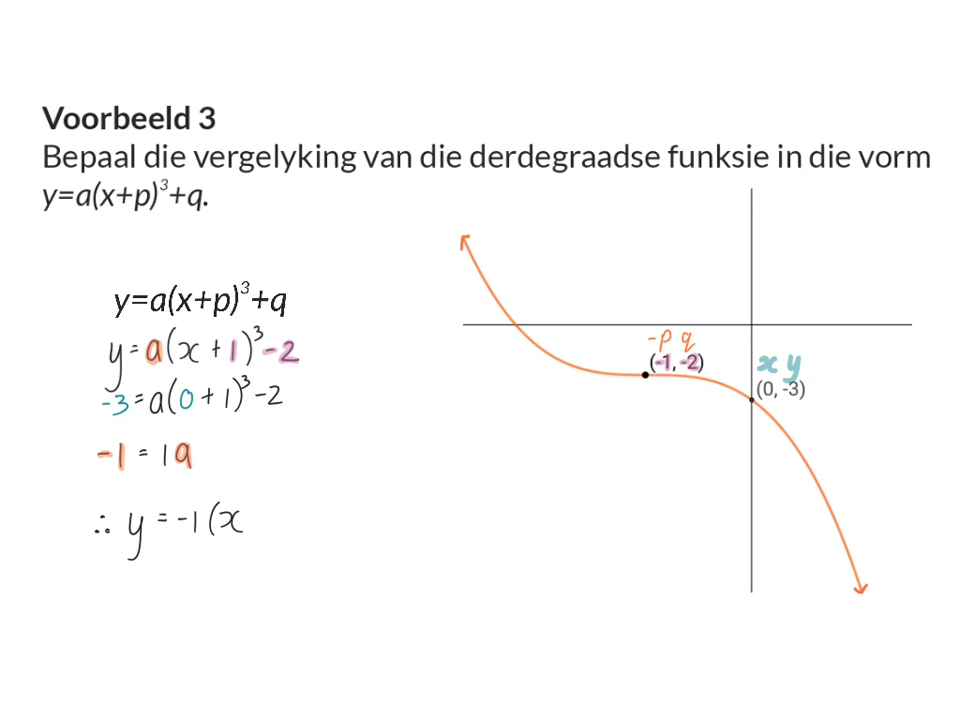 Voorbeeld 3
Bepaal die vergelyking van die derdegraadse funksie in die vorm
y=a(x+p)³+q.
y=a(x+p)³+q
y=a(x+1)³-2
-3=a(0+1)³-2
-1=1a
∴ y=-1(x
-p q
(-1, -2)
x y
(0, -3)